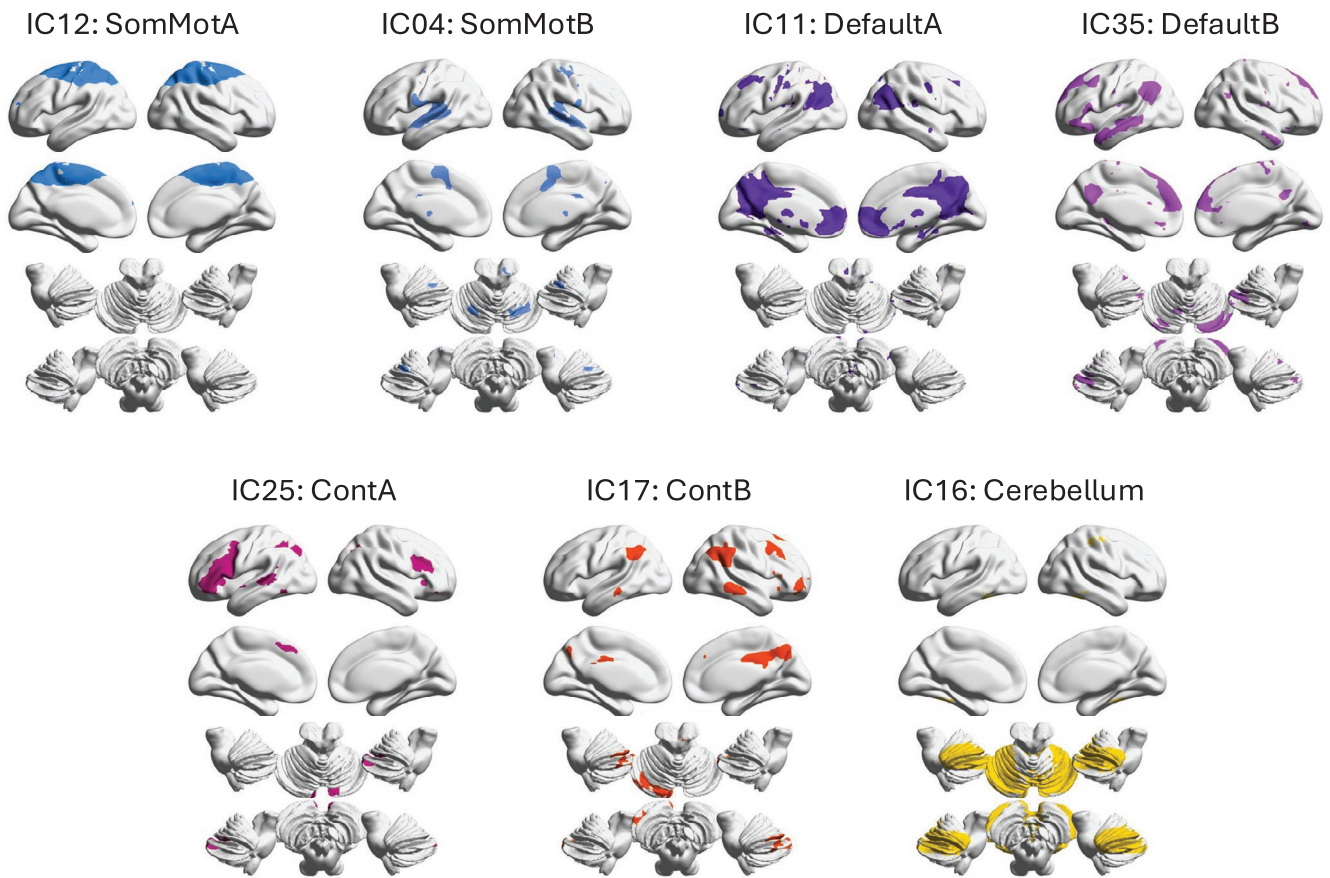 IC12: SomMotA
IC04: SomMotB
IC11: DefaultA
IC35: DefaultB
IC25: ContA
IC17: ContB
IC16: Cerebellum